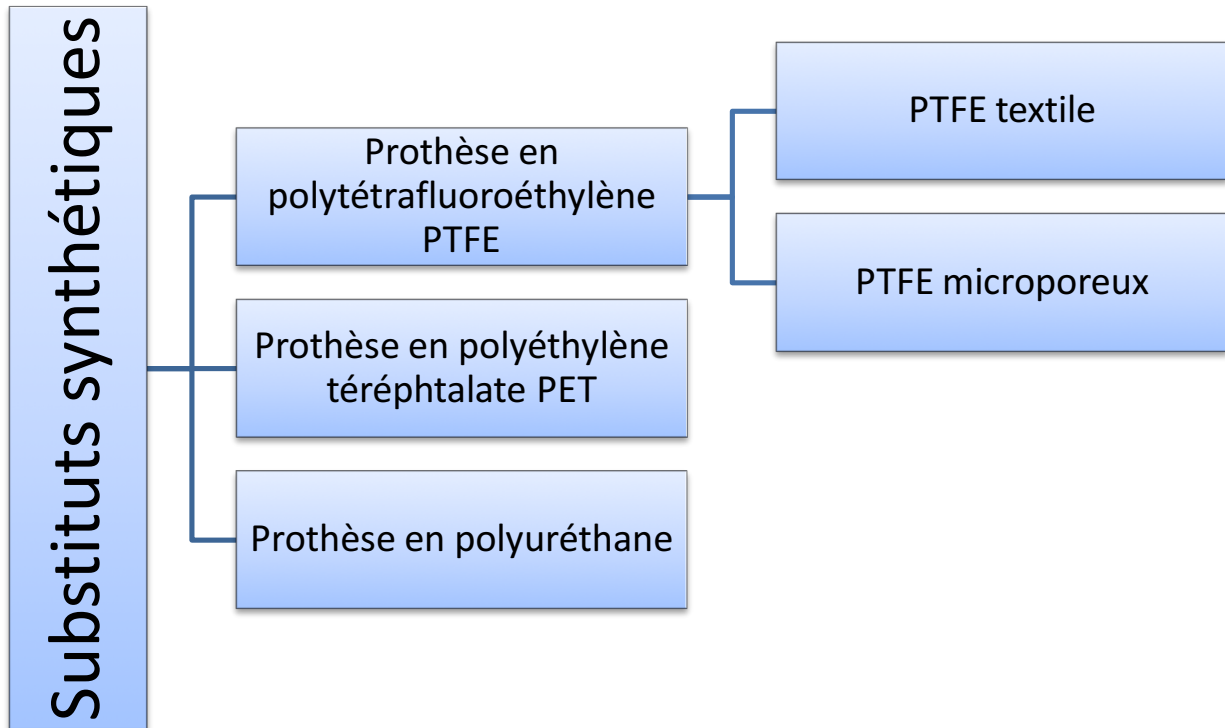 Substituts synthétiques
Prothèse en
polytétrafluoroéthylène
PTFE
Prothèse en polyéthylène
téréphtalate PET
Prothèse en polyuréthane
PTFE textile
PTFE microporeux